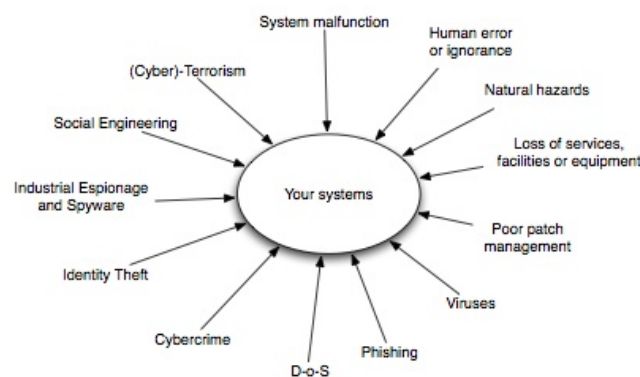 System malfunction
Human error
or ignorance
(Cyber)-Terrorism
Natural hazards
Social Engineering
Loss of services,
facilities or equipment
Your systems
Industrial Espionage
and Spyware
Poor patch
management
Identity Theft
Viruses
Cybercrime
Phishing
D-o-S